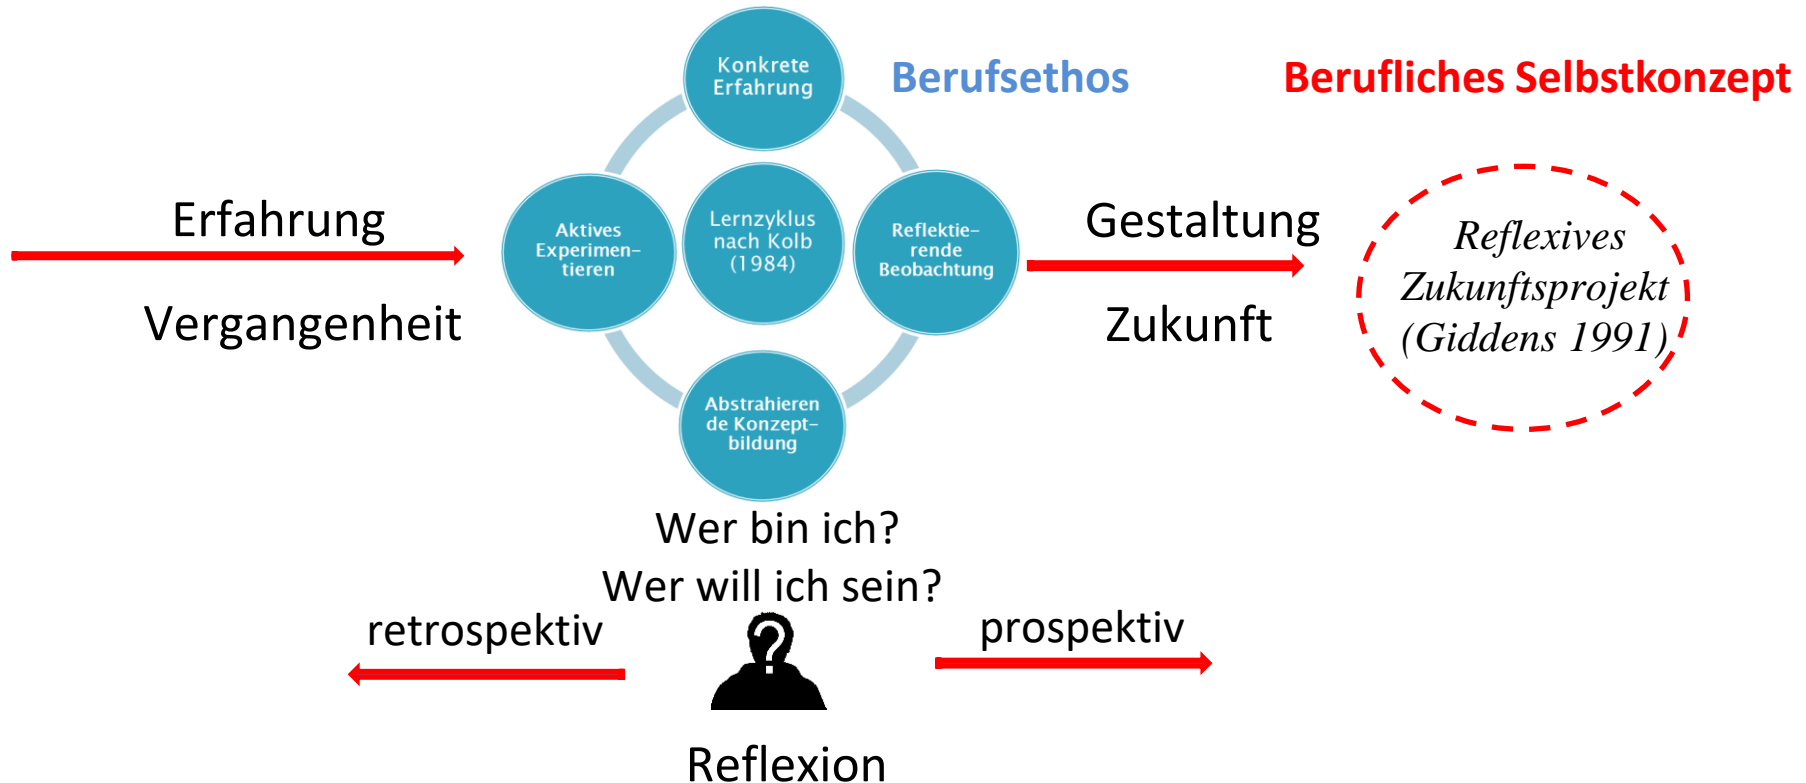 Konkrete
Erfahrung
Berufsethos
Berufliches Selbstkonzept
Erfahrung
Vergangenheit
Aktives
Experimen-
tieren
Lernzyklus
nach Kolb
(1984)
Reflektie-
rende
Beobachtung
Gestaltung
Zukunft
Reflexives
Zukunftsprojekt
(Giddens 1991)
Abstrahieren
de Konzept-
bildung
Wer bin ich?
Wer will ich sein?
retrospektiv
?
prospektiv
Reflexion